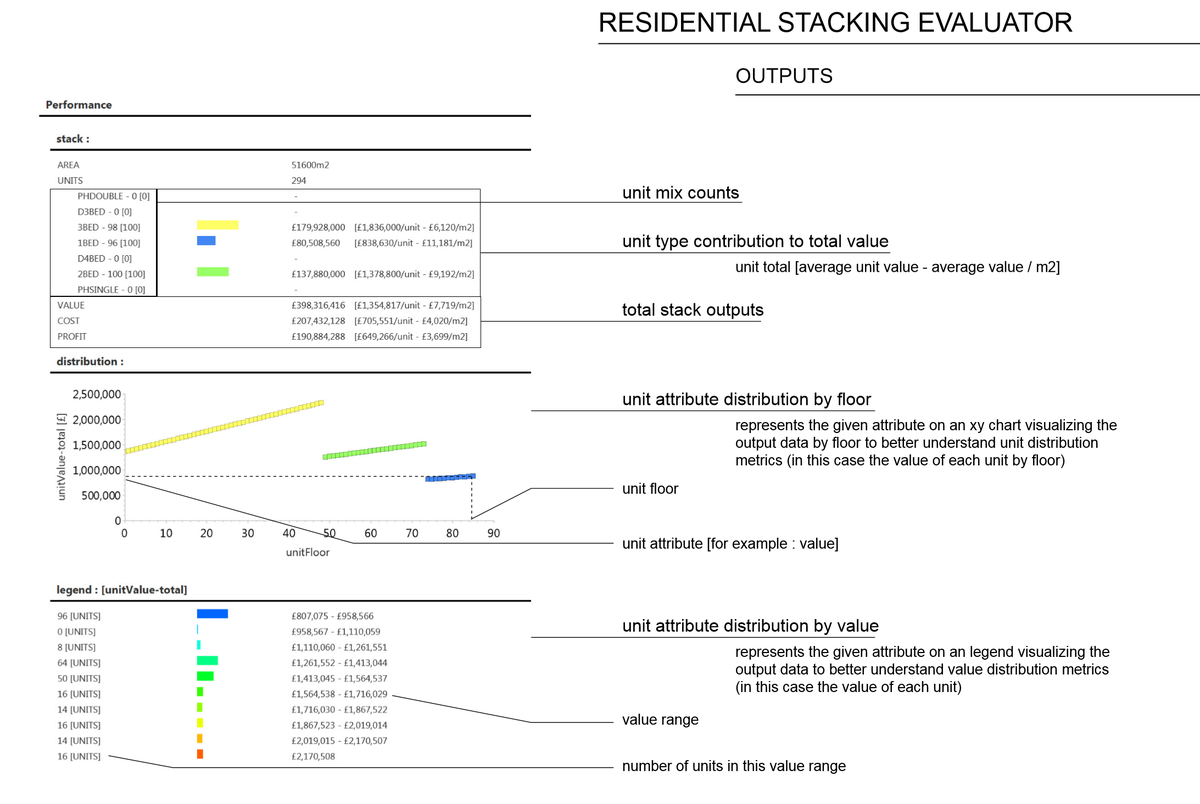 RESIDENTIAL STACKING EVALUATOR
OUTPUTS
Performance
stack :
AREA 51600m2
UNITS 294
PHDOUBLE - 0 [0] -
D3BED - 0 [0] -
3BED - 98 [100] £179,928,000 [£1,836,000/unit - £6,120/m2]
1BED - 96 [100] £80,508,560 [£838,630/unit - £11,181/m2]
D4BED - 0 [0] -
2BED - 100 [100] £137,880,000 [£1,378,800/unit - £9,192/m2]
PHSINGLE - 0 [0] -
VALUE £398,316,416 [£1,354,817/unit - £7,719/m2]
COST £207,432,128 [£705,551/unit - £4,020/m2]
PROFIT £190,884,288 [£649,266/unit - £3,699/m2]
unit mix counts
unit type contribution to total value
unit total [average unit value - average value / m2]
total stack outputs
distribution :
unitValue-total [£]
2,500,000
2,000,000
1,500,000
1,000,000
500,000
0
0 10 20 30 40 50 60 70 80 90
unitFloor
unit attribute distribution by floor
represents the given attribute on an xy chart visualizing the
output data by floor to better understand unit distribution
metrics (in this case the value of each unit by floor)
unit floor
unit attribute [for example : value]
legend : [unitValue-total]
96 [UNITS] £807,075 - £958,566
0 [UNITS] £958,567 - £1,110,059
8 [UNITS] £1,110,060 - £1,261,551
64 [UNITS] £1,261,552 - £1,413,044
50 [UNITS] £1,413,045 - £1,564,537
16 [UNITS] £1,564,538 - £1,716,029
14 [UNITS] £1,716,030 - £1,867,522
16 [UNITS] £1,867,523 - £2,019,014
14 [UNITS] £2,019,015 - £2,170,507
16 [UNITS] £2,170,508
unit attribute distribution by value
represents the given attribute on an legend visualizing the
output data to better understand value distribution metrics
(in this case the value of each unit)
value range
number of units in this value range